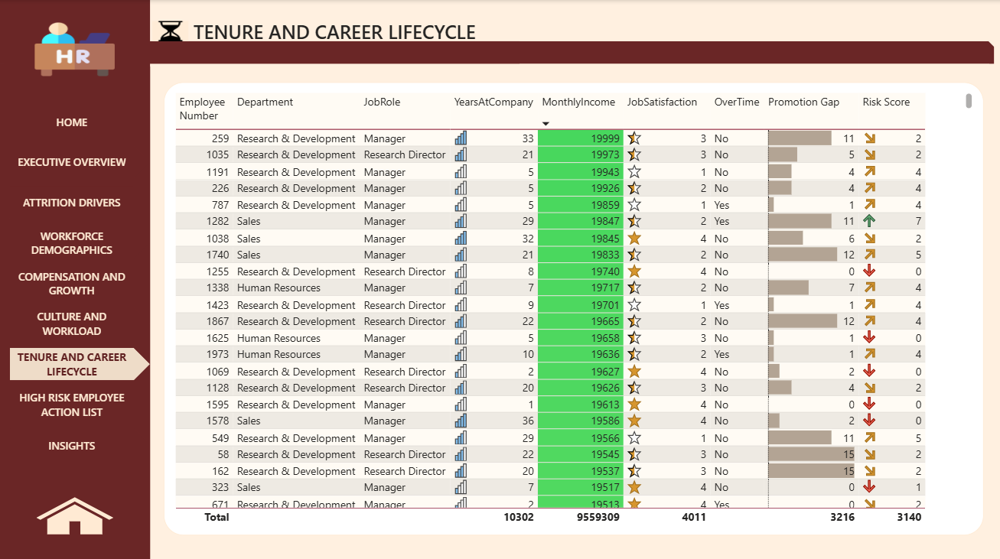 HR
HOME
EXECUTIVE OVERVIEW
ATTRITION DRIVERS
WORKFORCE
DEMOGRAPHICS
COMPENSATION AND
GROWTH
CULTURE AND
WORKLOAD
TENURE AND CAREER
LIFECYCLE
HIGH RISK EMPLOYEE
ACTION LIST
INSIGHTS
TENURE AND CAREER LIFECYCLE
Employee Number Department JobRole YearsAtCompany MonthlyIncome JobSatisfaction OverTime Promotion Gap Risk Score
259 Research & Development Manager 33 19999 3 No 11 2
1035 Research & Development Research Director 21 19973 3 No 5 2
1191 Research & Development Manager 5 19943 1 No 4 4
226 Research & Development Manager 5 19926 2 No 4 4
787 Research & Development Manager 5 19859 1 Yes 1 4
1282 Sales Manager 29 19847 2 Yes 11 7
1038 Sales Manager 32 19845 4 No 6 2
1740 Sales Manager 21 19833 2 No 12 5
1255 Research & Development Research Director 8 19740 4 No 0 0
1338 Human Resources Manager 7 19717 2 No 7 4
1423 Research & Development Research Director 9 19701 1 Yes 1 4
1867 Research & Development Research Director 22 19665 2 No 12 4
1625 Human Resources Manager 5 19658 3 No 1 0
1973 Human Resources Manager 10 19636 2 Yes 1 4
1069 Research & Development Research Director 2 19627 4 No 2 0
1128 Research & Development Research Director 20 19626 3 No 4 2
1595 Research & Development Manager 1 19613 4 No 0 0
1578 Sales Manager 36 19586 4 No 2 0
549 Research & Development Manager 29 19566 1 No 11 5
58 Research & Development Research Director 22 19545 3 No 15 2
162 Research & Development Research Director 20 19537 3 No 15 2
323 Sales Manager 7 19517 4 No 0 1
671 Research & Development Manager 2 19513 4 Yes 0 2
Total 10302 9559309 4011 3216 3140